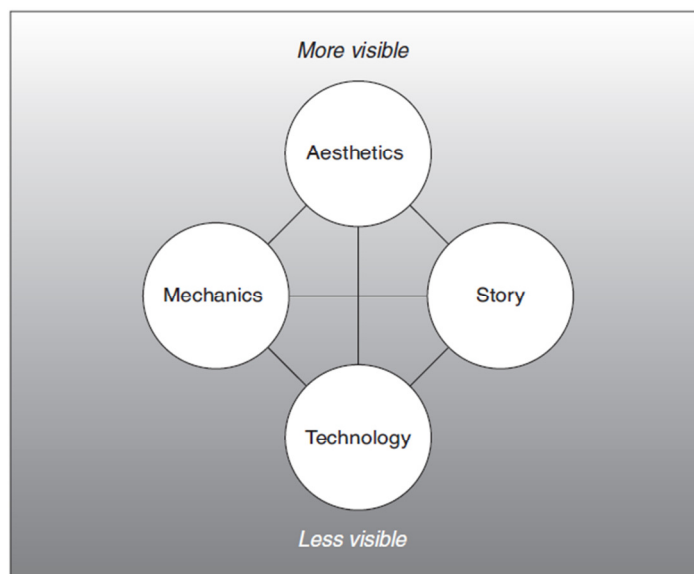 More visible
Aesthetics
Mechanics
Story
Technology
Less visible